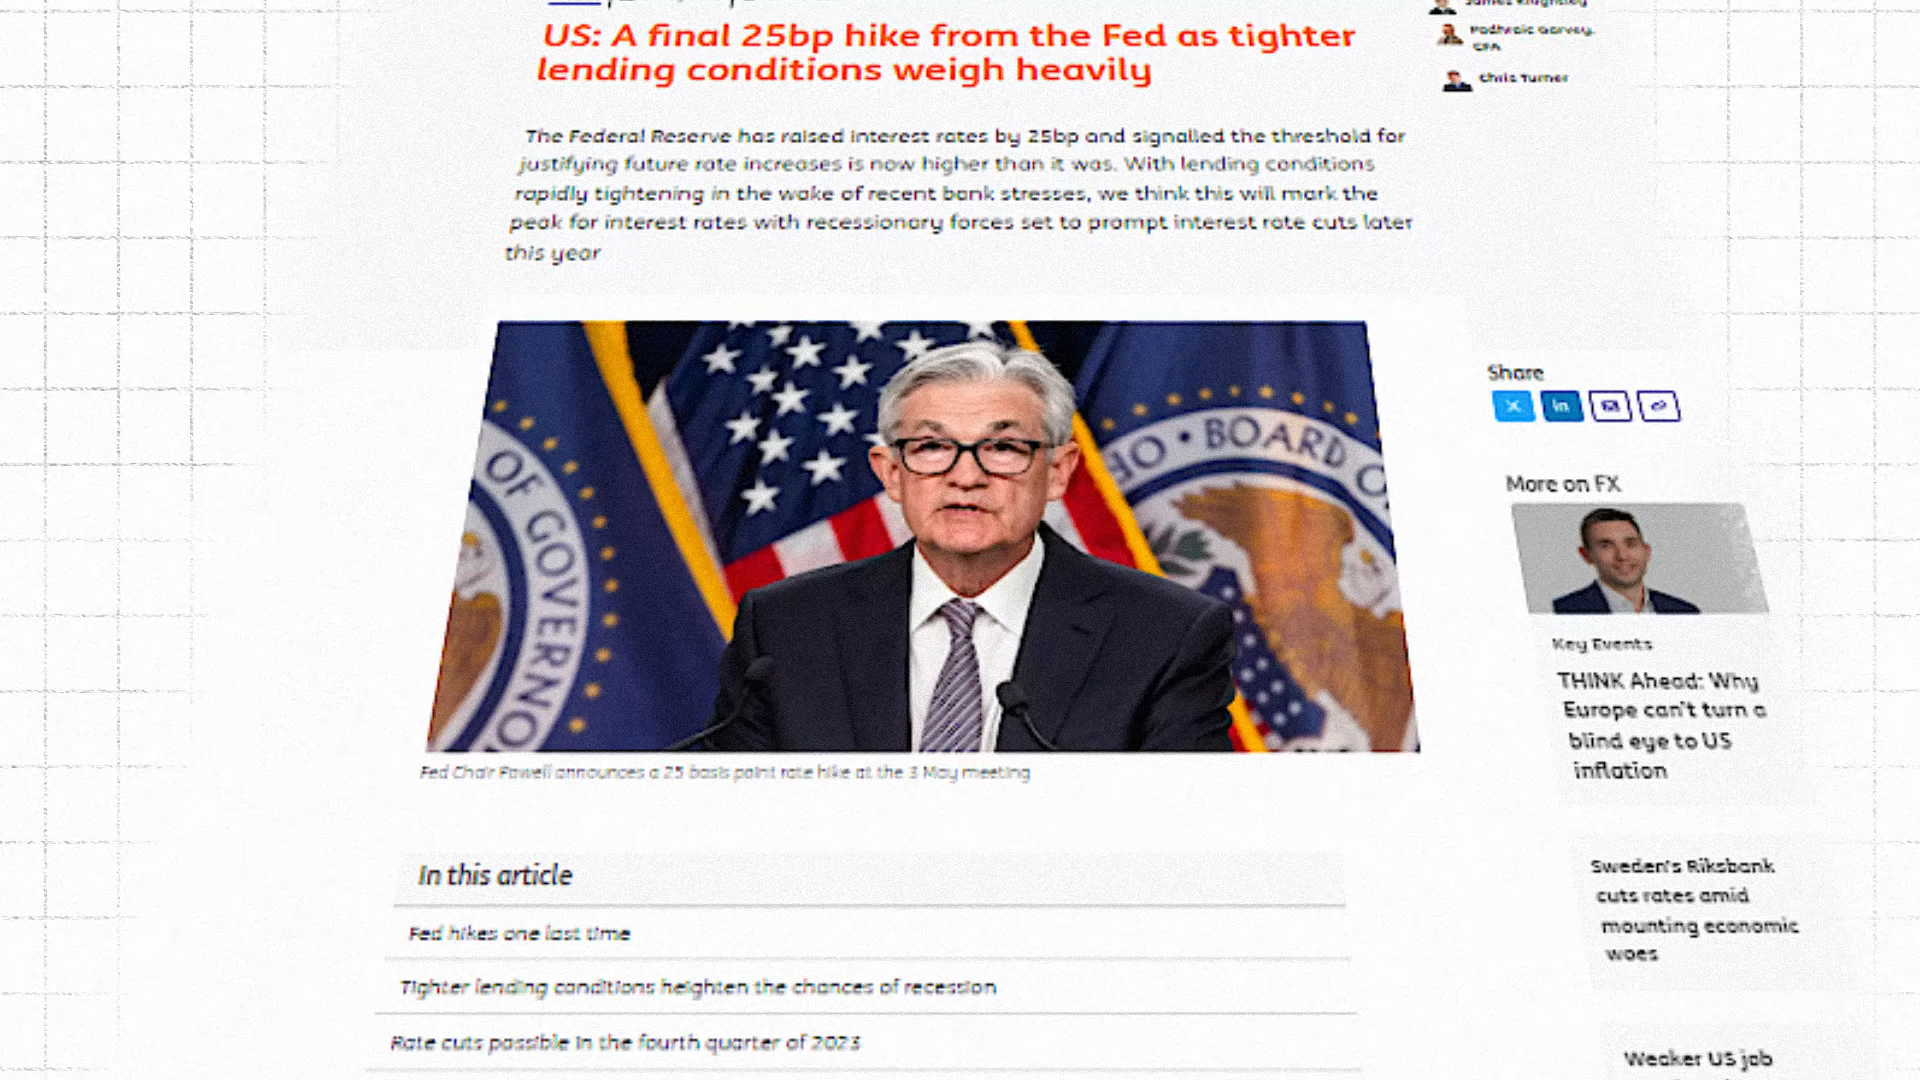 US: A final 25bp hike from the Fed as tighter
lending conditions weigh heavily
The Federal Reserve has raised interest rates by 25bp and signalled the threshold for
justifying future rate increases is now higher than it was. With lending conditions
rapidly tightening in the wake of recent bank stresses, we think this will mark the
peak for interest rates with recessionary forces set to prompt interest rate cuts later
this year
James Knightley
Padhraic Garvey,
CFA
Chris Turner
OF GOVERNO
BOARD O
Fed Chair Powell announces a 25 basis point rate hike at the 3 May meeting
In this article
Fed hikes one last time
Tighter lending conditions heighten the chances of recession
Rate cuts possible in the fourth quarter of 2023
Share
in
More on FX
Key Events
THINK Ahead: Why
Europe can't turn a
blind eye to US
inflation
Sweden's Riksbank
cuts rates amid
mounting economic
woes
Weaker US job